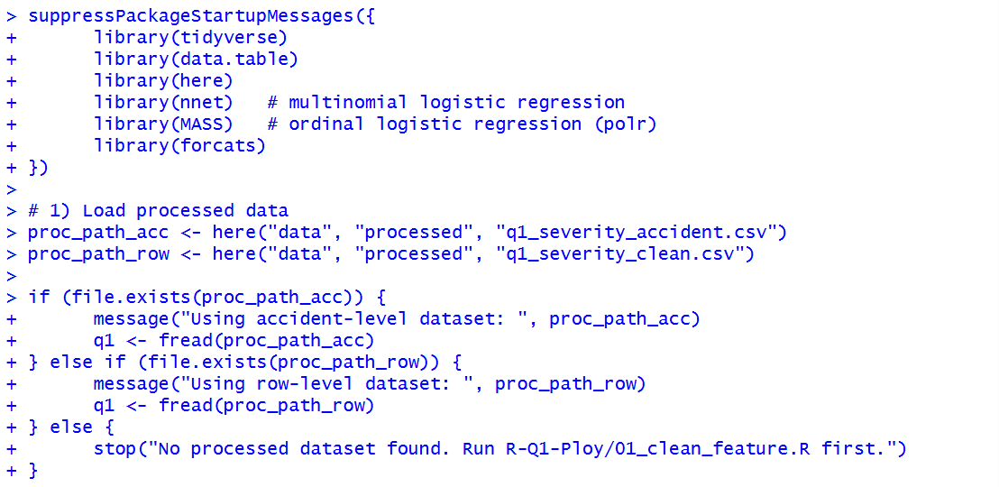 > suppressPackageStartupMessages({
+       library(tidyverse)
+       library(data.table)
+       library(here)
+       library(nnet)   # multinomial logistic regression
+       library(MASS)   # ordinal logistic regression (polr)
+       library(forcats)
+ })
>
> # 1) Load processed data
> proc_path_acc <- here("data", "processed", "q1_severity_accident.csv")
> proc_path_row <- here("data", "processed", "q1_severity_clean.csv")
>
> if (file.exists(proc_path_acc)) {
+       message("Using accident-level dataset: ", proc_path_acc)
+       q1 <- fread(proc_path_acc)
+ } else if (file.exists(proc_path_row)) {
+       message("Using row-level dataset: ", proc_path_row)
+       q1 <- fread(proc_path_row)
+ } else {
+       stop("No processed dataset found. Run R-Q1-Ploy/01_clean_feature.R first.")
+ }